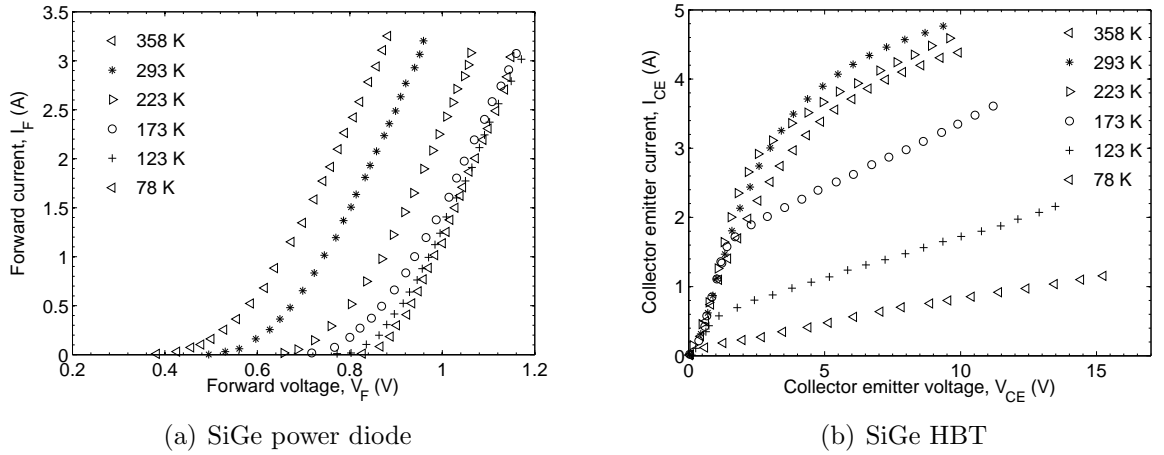 3.5
3
2.5
2
1.5
1
0.5
0
0.2
0.4
0.6
0.8
1
1.2
Forward current, I_F (A)
Forward voltage, V_F (V)
358 K
293 K
223 K
173 K
123 K
78 K
(a) SiGe power diode
5
4
3
2
1
0
0
5
10
15
Collector emitter current, I_CE (A)
Collector emitter voltage, V_CE (V)
358 K
293 K
223 K
173 K
123 K
78 K
(b) SiGe HBT